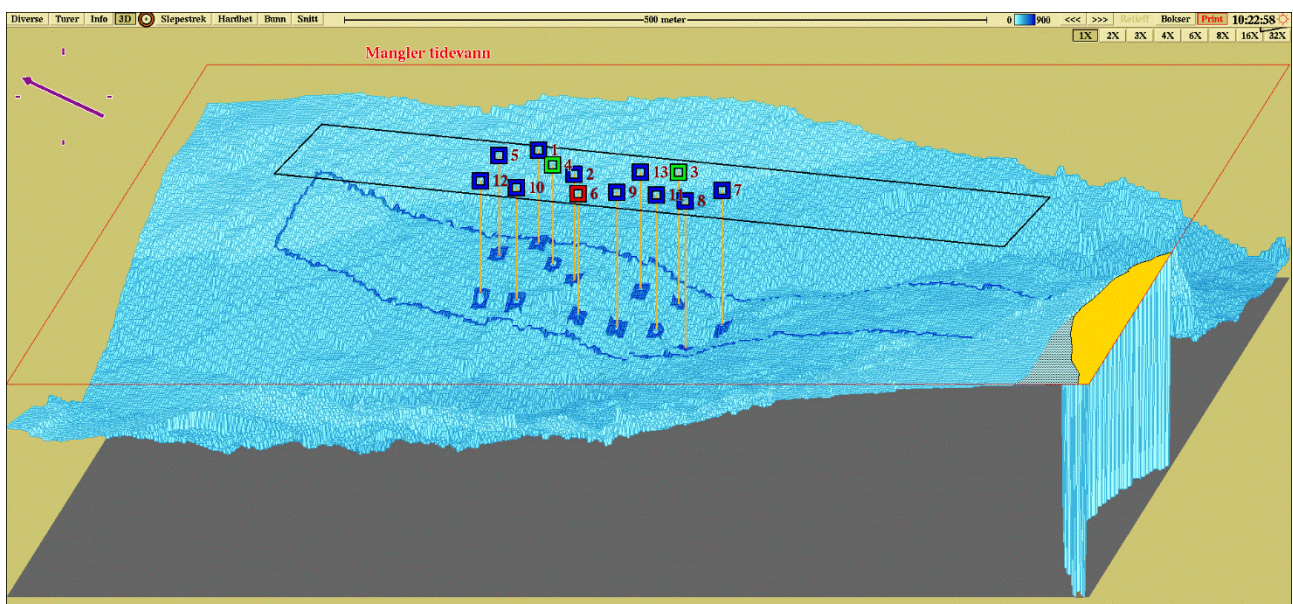 Diverse Turer Info 3D Slepestrek Hardhet Bunn Snitt 500 meter 0 900 <<< >>> Relieff Bokser Print 10:22:58
1X 2X 3X 4X 6X 8X 16X 32X
Mangler tidevann
5 1
4
12 10 2 13 3
6 9 11 8 7